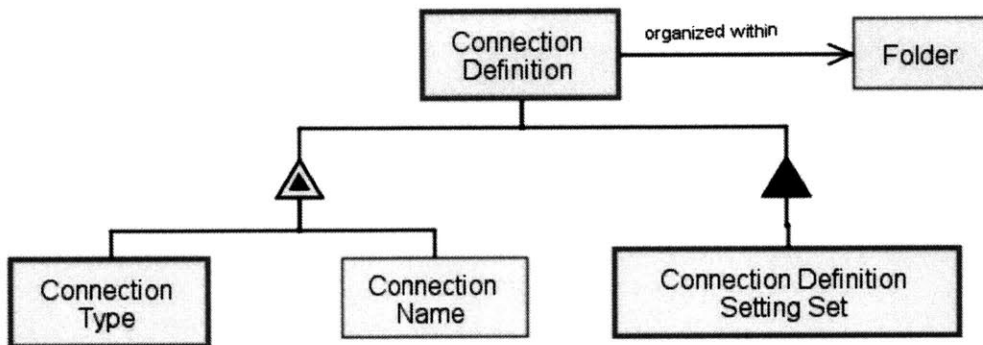 Connection
Definition
organized within
Folder
Connection
Type
Connection
Name
Connection Definition
Setting Set